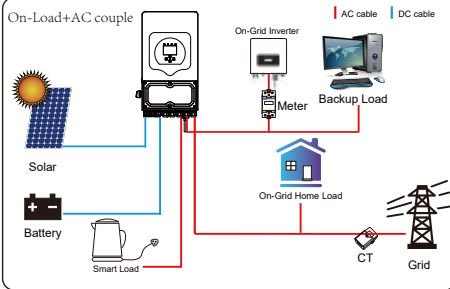 On-Load+AC couple
AC cable
DC cable
On-Grid Inverter
Meter
Backup Load
Solar
On-Grid Home Load
Battery
Smart Load
CT
Grid